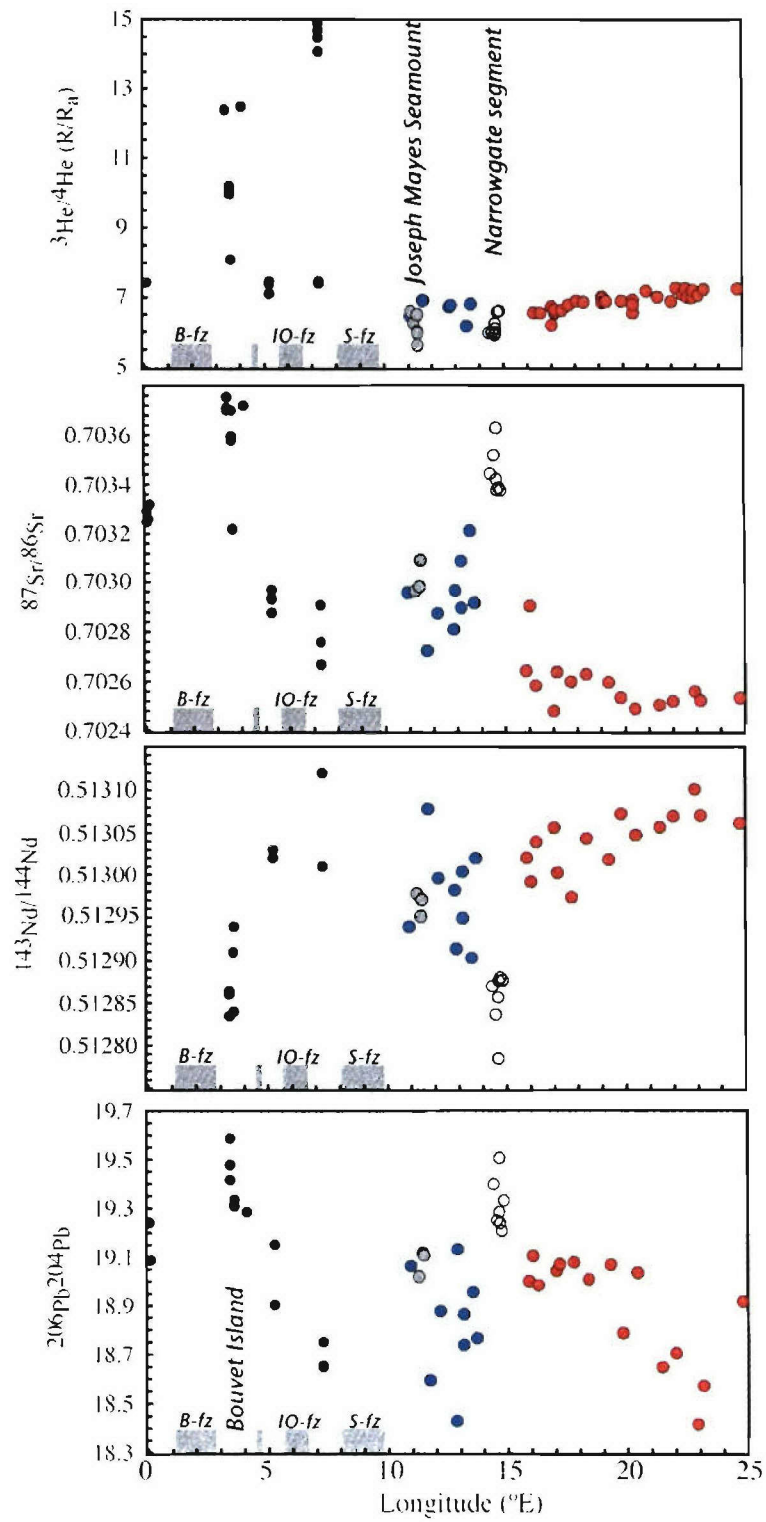 15
13
11
9
7
5
³He/⁴He (R/Rₐ)
Joseph Mayes Seamount
Narrowgate segment
B-fz
IO-fz
S-fz
0.7036
0.7034
0.7032
0.7030
0.7028
0.7026
0.7024
⁸⁷Sr/⁸⁶Sr
B-fz
IO-fz
S-fz
0.51310
0.51305
0.51300
0.51295
0.51290
0.51285
0.51280
¹⁴³Nd/¹⁴⁴Nd
B-fz
IO-fz
S-fz
19.7
19.5
19.3
19.1
18.9
18.7
18.5
18.3
²⁰⁶Pb²⁰⁴Pb
Bouvet Island
B-fz
IO-fz
S-fz
0 5 10 15 20 25
Longitude (°E)